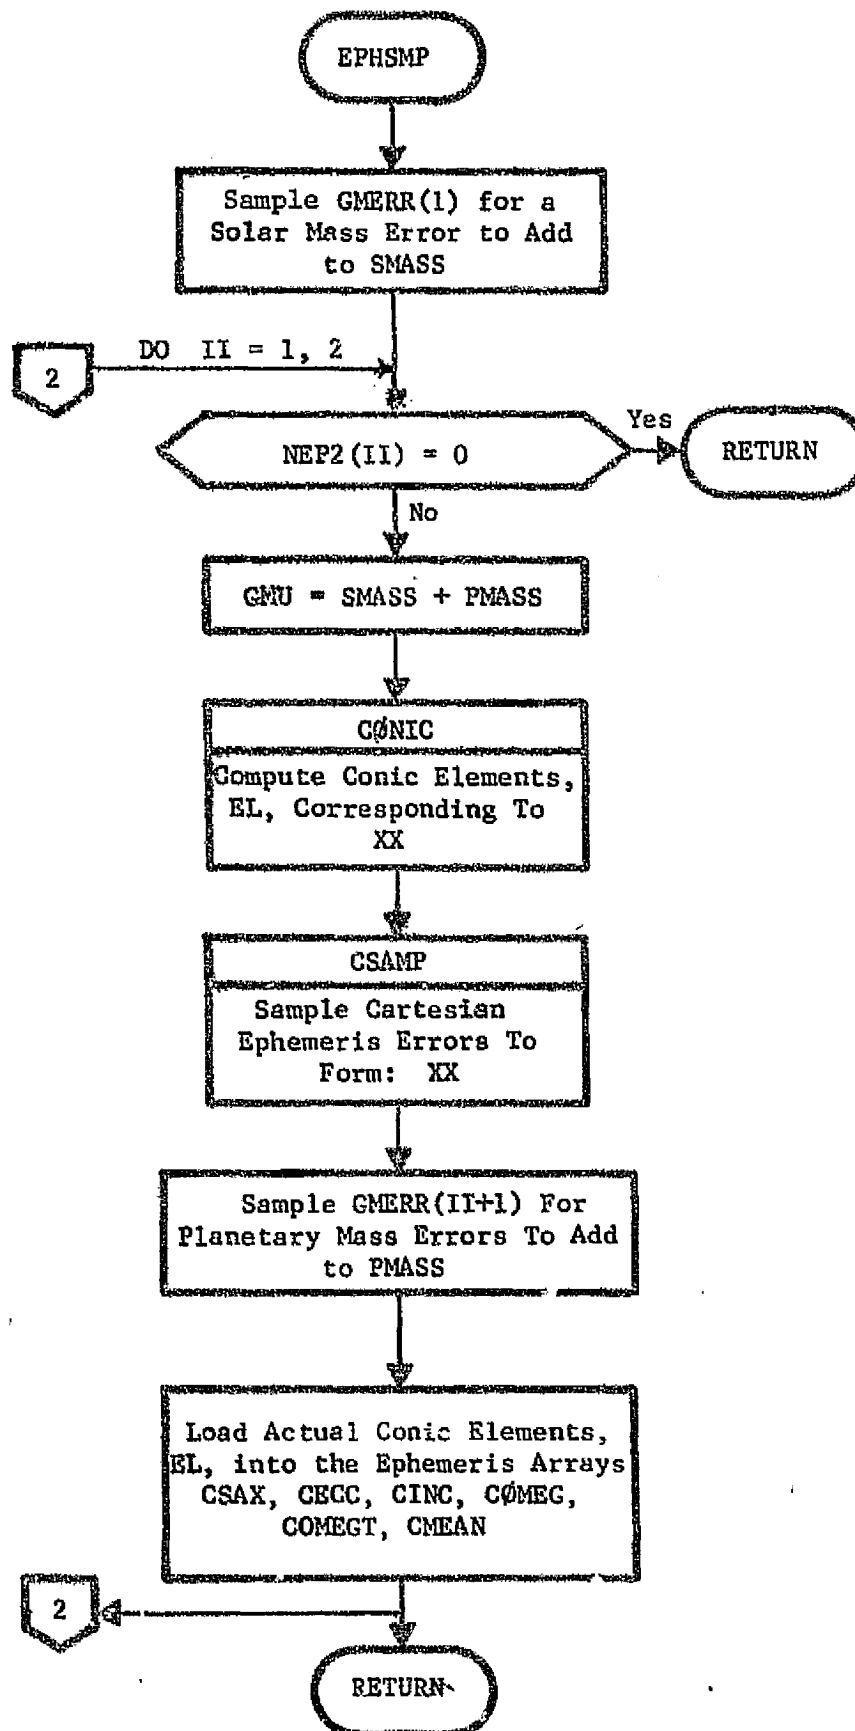 EPHSMP
Sample GMERR(1) for a
Solar Mass Error to Add
to SMASS
DO II = 1, 2
2
Yes
NEP2(II) = 0
RETURN
No
GMU = SMASS + PMASS
CØNIC
Compute Conic Elements,
EL, Corresponding To
XX
CSAMP
Sample Cartesian
Ephemeris Errors To
Form: XX
Sample GMERR(II+1) For
Planetary Mass Errors To Add
to PMASS
Load Actual Conic Elements,
EL, into the Ephemeris Arrays
CSAX, CECC, CINC, CØMEG,
COMEGT, CMEAN
2
RETURN